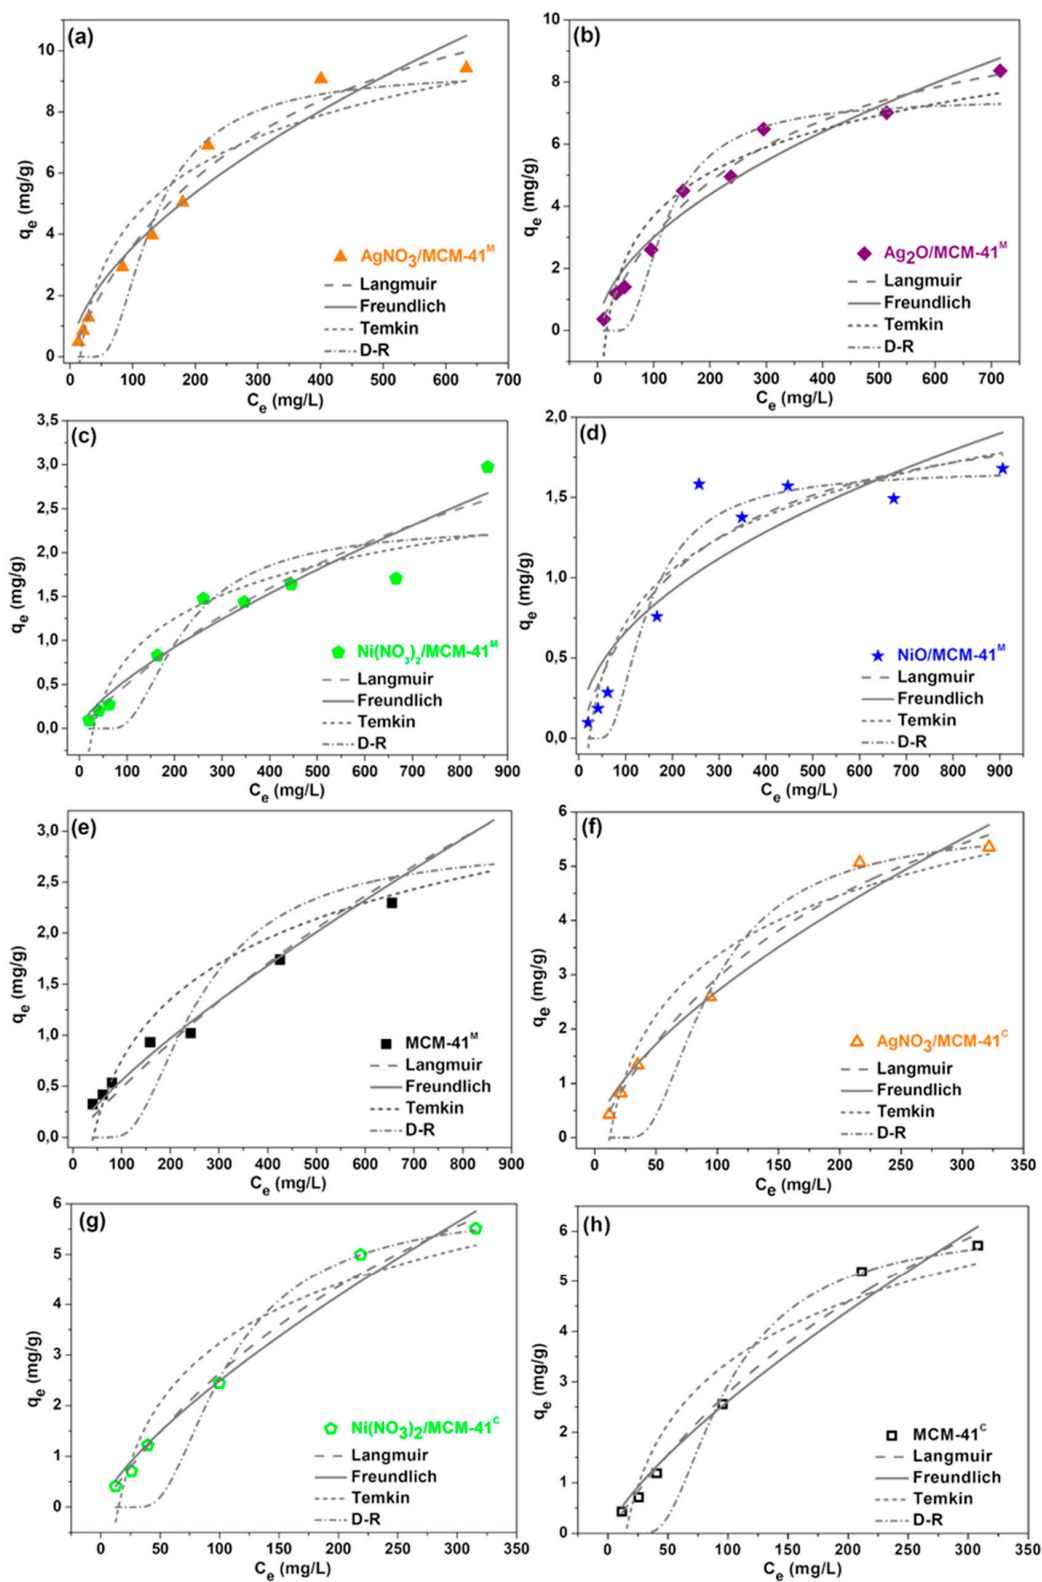 (a)
10
8
6
4
2
0
qe (mg/g)
AgNO3/MCM-41M
Langmuir
Freundlich
Temkin
D-R
0 100 200 300 400 500 600 700
Ce (mg/L)
(b)
10
8
6
4
2
0
qe (mg/g)
Ag2O/MCM-41M
Langmuir
Freundlich
Temkin
D-R
0 100 200 300 400 500 600 700
Ce (mg/L)
(c)
3,5
3,0
2,5
2,0
1,5
1,0
0,5
0,0
qe (mg/g)
Ni(NO3)2/MCM-41M
Langmuir
Freundlich
Temkin
D-R
0 100 200 300 400 500 600 700 800 900
Ce (mg/L)
(d)
2,0
1,5
1,0
0,5
0,0
qe (mg/g)
NiO/MCM-41M
Langmuir
Freundlich
Temkin
D-R
0 100 200 300 400 500 600 700 800 900
Ce (mg/L)
(e)
3,0
2,5
2,0
1,5
1,0
0,5
0,0
qe (mg/g)
MCM-41M
Langmuir
Freundlich
Temkin
D-R
0 100 200 300 400 500 600 700 800 900
Ce (mg/L)
(f)
6
5
4
3
2
1
0
qe (mg/g)
AgNO3/MCM-41C
Langmuir
Freundlich
Temkin
D-R
0 50 100 150 200 250 300 350
Ce (mg/L)
(g)
6
5
4
3
2
1
0
qe (mg/g)
Ni(NO3)2/MCM-41C
Langmuir
Freundlich
Temkin
D-R
0 50 100 150 200 250 300 350
Ce (mg/L)
(h)
6
5
4
3
2
1
0
qe (mg/g)
MCM-41C
Langmuir
Freundlich
Temkin
D-R
0 50 100 150 200 250 300 350
Ce (mg/L)